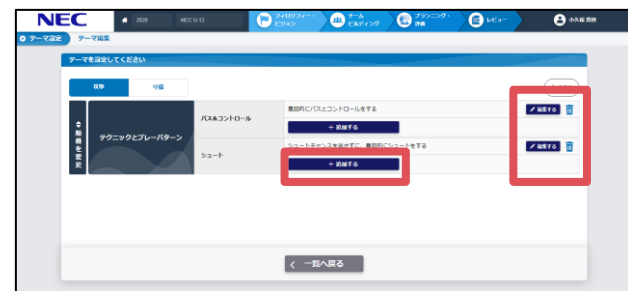 NEC
2020
NEC U-12
フィロソフィー・ビジョン
チームビルディング
プランニング・評価
レビュー
テーマ設定
テーマ編集
テーマを設定してください
攻撃
守備
順番を変更
テクニックとプレーパターン
パス&コントロール
意図的にパスとコントロールをする
編集する
+ 追加する
シュート
シュートチャンスを逃さずに、意図的にシュートをする
編集する
+ 追加する
一覧へ戻る